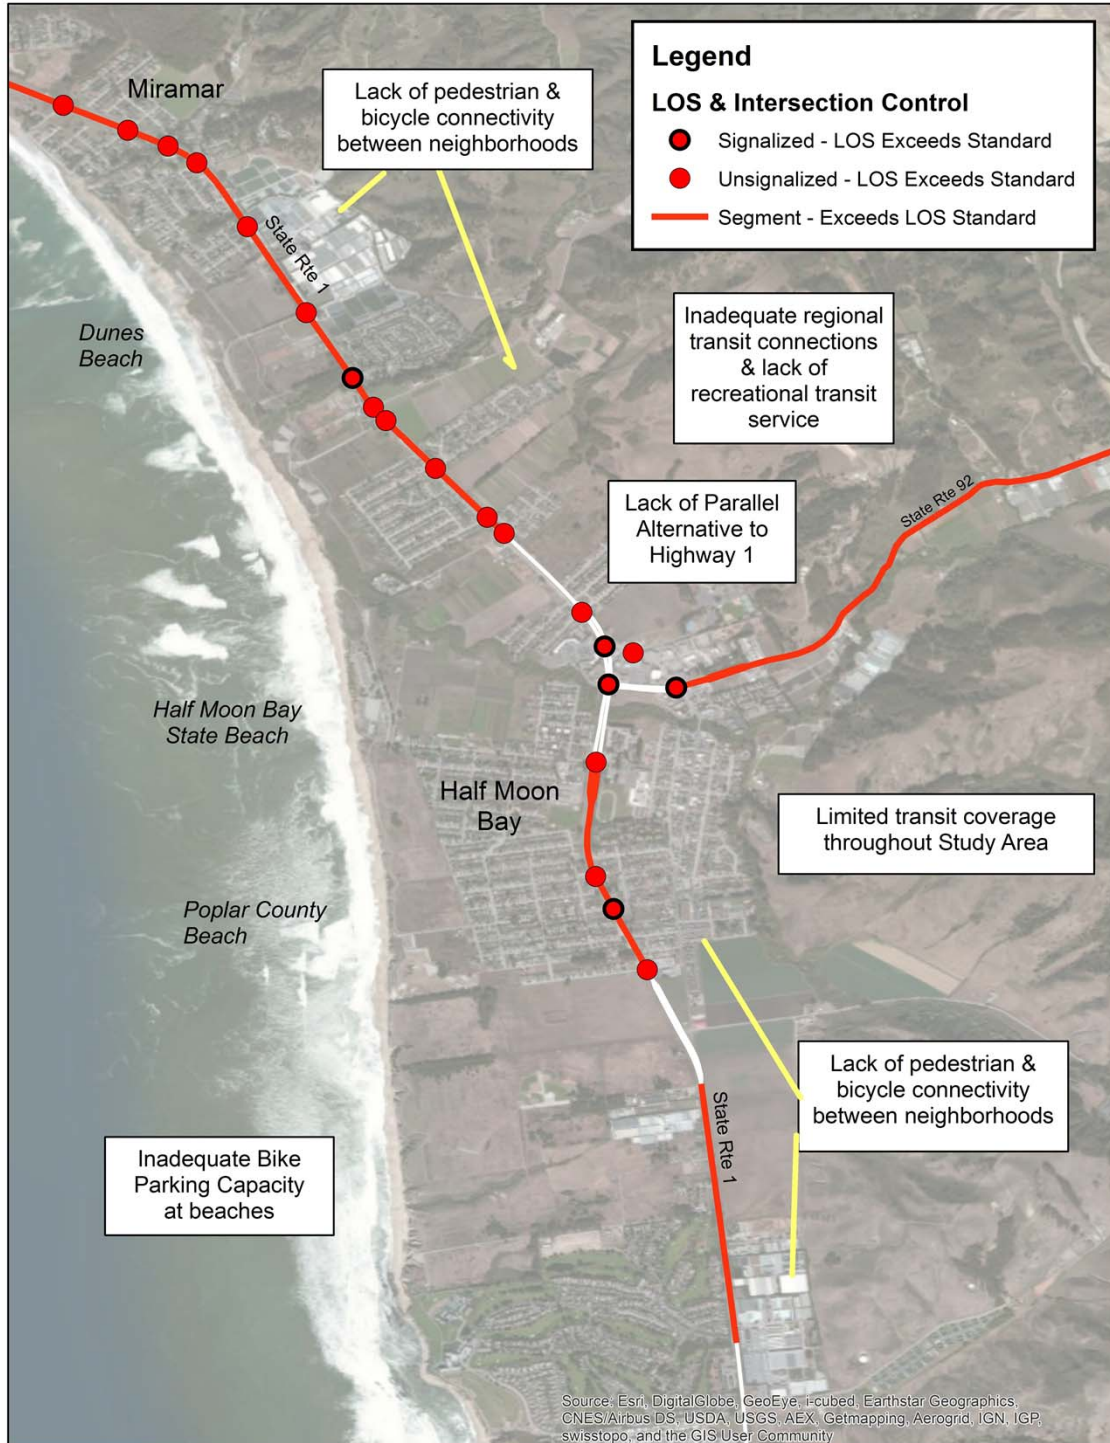 Legend
LOS & Intersection Control
Signalized - LOS Exceeds Standard
Unsignalized - LOS Exceeds Standard
Segment - Exceeds LOS Standard
Miramar
Lack of pedestrian &
bicycle connectivity
between neighborhoods
State Rte 1
Dunes
Beach
Inadequate regional
transit connections
& lack of
recreational transit
service
State Rte 92
Lack of Parallel
Alternative to
Highway 1
Half Moon Bay
State Beach
Half Moon
Bay
Limited transit coverage
throughout Study Area
Poplar County
Beach
Lack of pedestrian &
bicycle connectivity
between neighborhoods
State Rte 1
Inadequate Bike
Parking Capacity
at beaches
Source: Esri, DigitalGlobe, GeoEye, i-cubed, Earthstar Geographics,
CNES/Airbus DS, USDA, USGS, AEX, Getmapping, Aerogrid, IGN, IGP,
swisstopo, and the GIS User Community